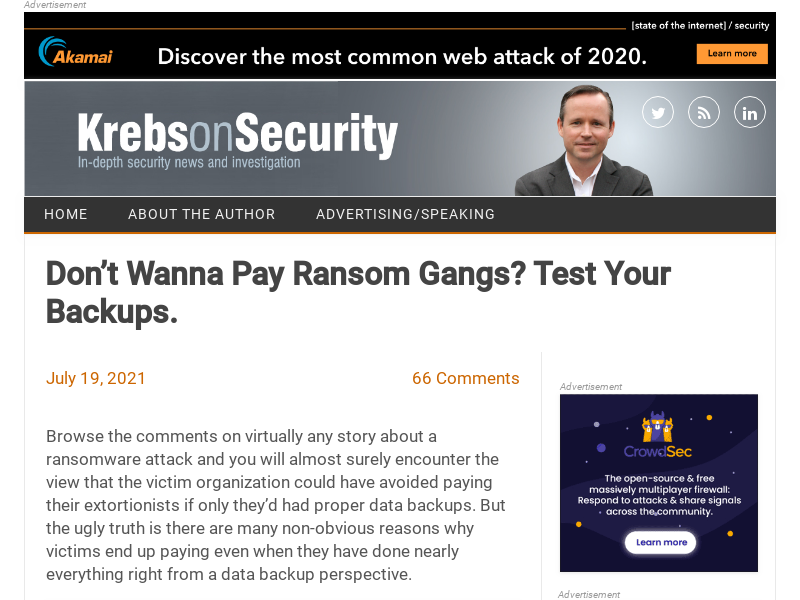 Advertisement
[state of the internet] / security
Akamai
Discover the most common web attack of 2020.
Learn more
KrebsonSecurity
In-depth security news and investigation
HOME
ABOUT THE AUTHOR
ADVERTISING/SPEAKING
Don’t Wanna Pay Ransom Gangs? Test Your
Backups.
July 19, 2021
66 Comments
Browse the comments on virtually any story about a
ransomware attack and you will almost surely encounter the
view that the victim organization could have avoided paying
their extortionists if only they’d had proper data backups. But
the ugly truth is there are many non-obvious reasons why
victims end up paying even when they have done nearly
everything right from a data backup perspective.
Advertisement
CrowdSec
The open-source & free
massively multiplayer firewall:
Respond to attacks & share signals
across the community.
Learn more
Advertisement